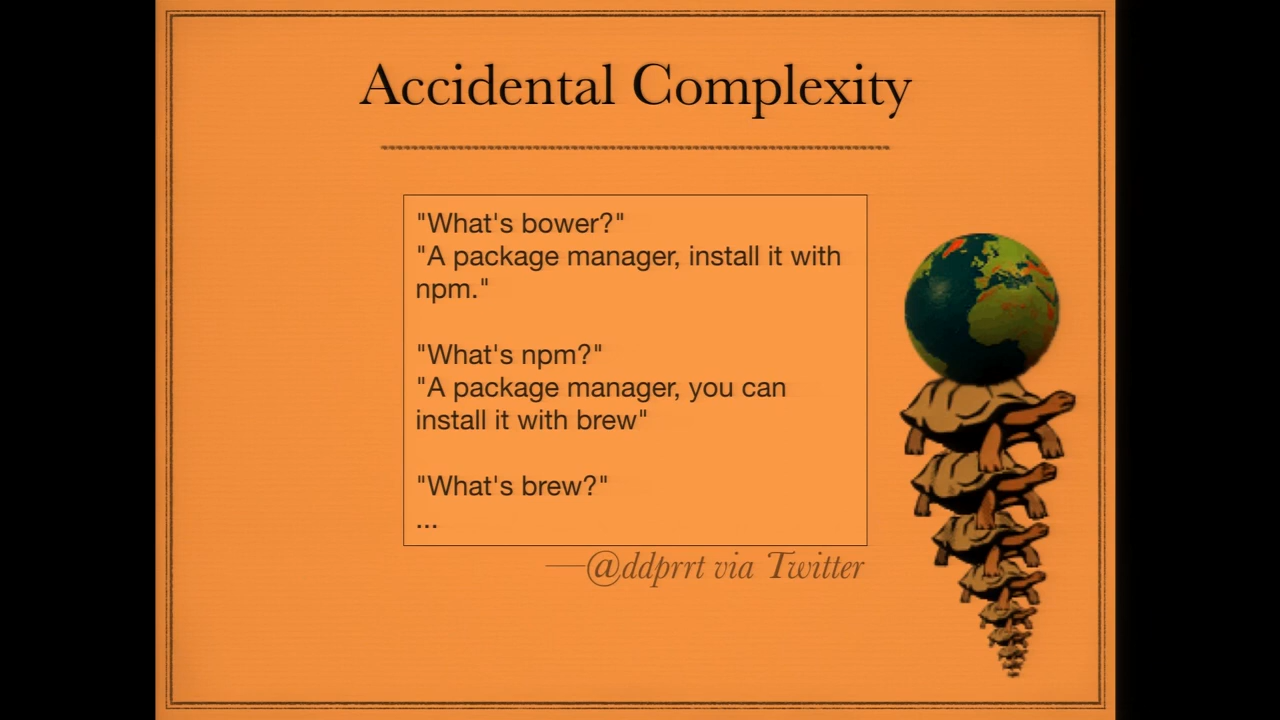 Accidental Complexity
"What's bower?"
"A package manager, install it with
npm."
"What's npm?"
"A package manager, you can
install it with brew"
"What's brew?"
...
—@ddprrt via Twitter